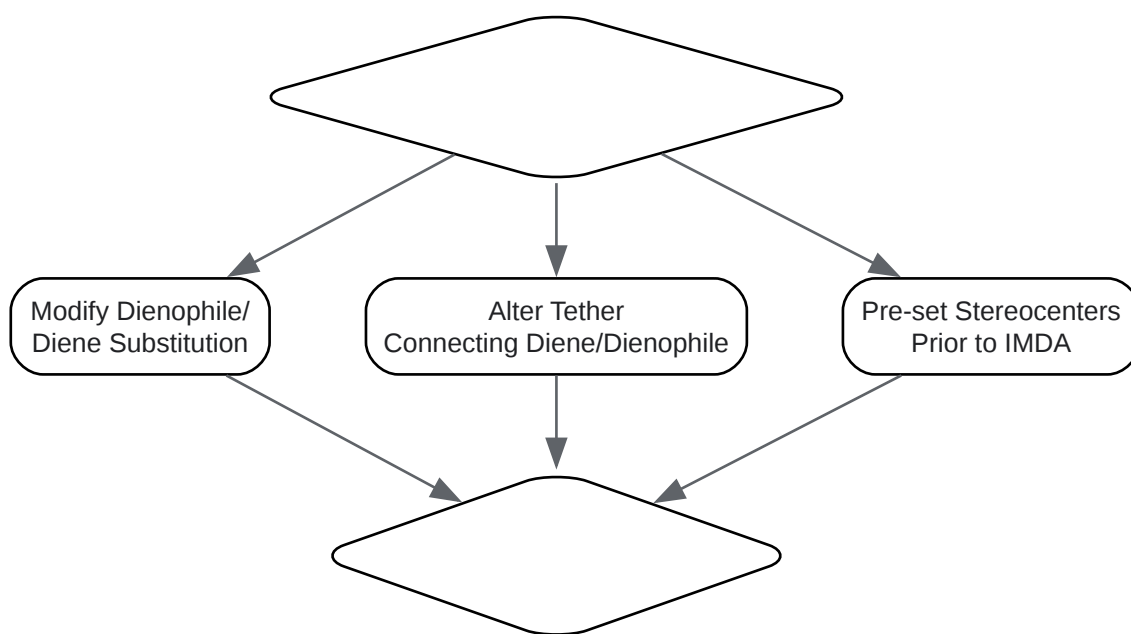 Modify Dienophile/
Diene Substitution
Alter Tether
Connecting Diene/Dienophile
Pre-set Stereocenters
Prior to IMDA